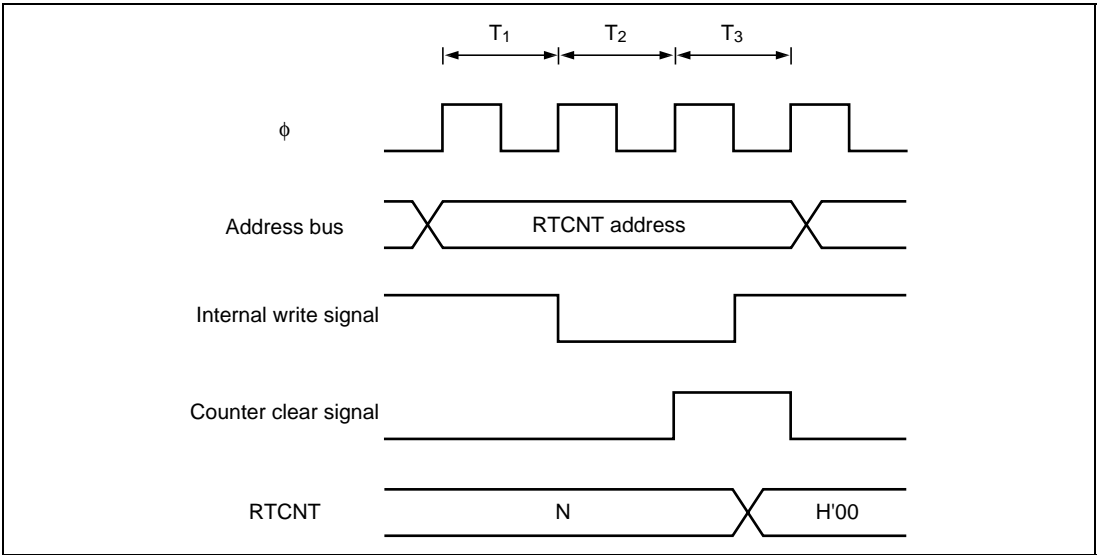 T1 T2 T3
φ
Address bus RTCNT address
Internal write signal
Counter clear signal
RTCNT N H'00